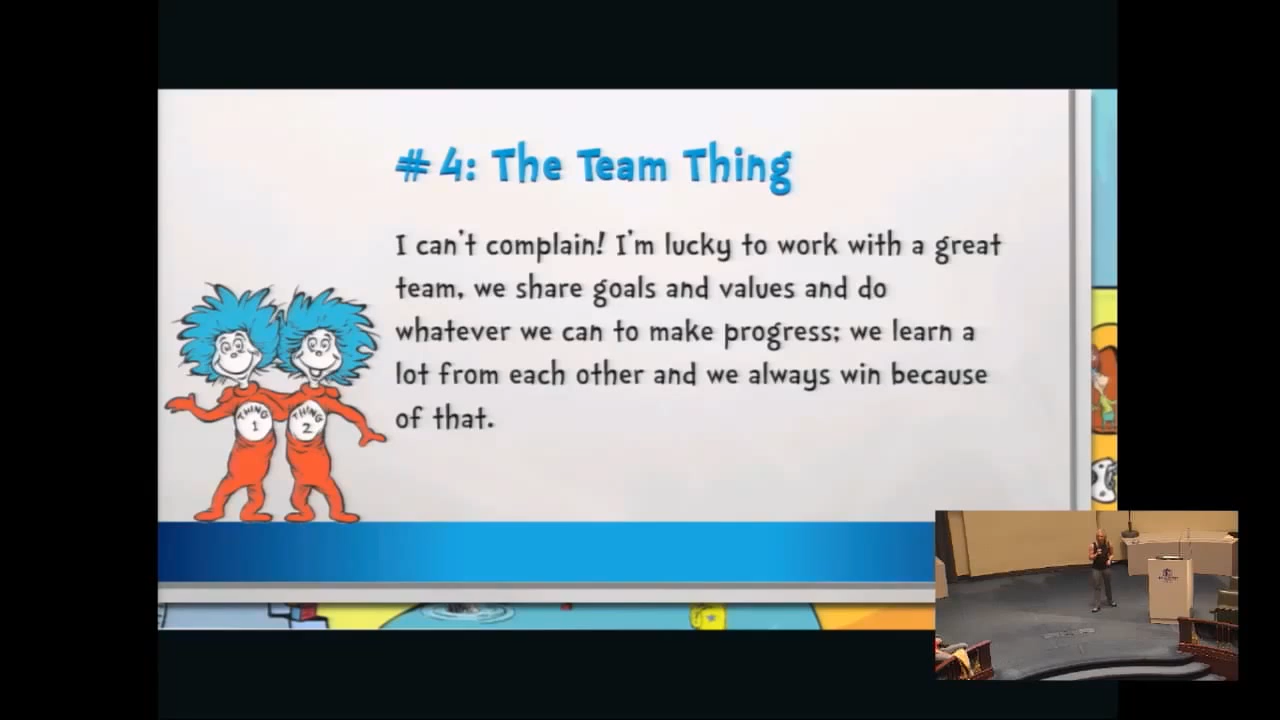 # 4: The Team Thing
I can't complain! I'm lucky to work with a great
team, we share goals and values and do
whatever we can to make progress; we learn a
lot from each other and we always win because
of that.
THING
1
THING
2